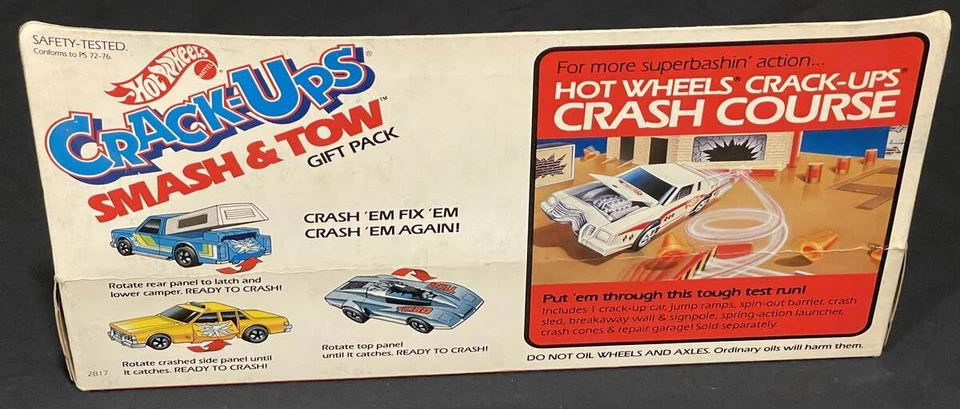 SAFETY-TESTED.
Conforms to PS 72-76.
HOT WHEELS®
MATTEL
CRACK-UPS®
SMASH & TOW™
GIFT PACK
CRASH 'EM FIX 'EM
CRASH 'EM AGAIN!
Rotate rear panel to latch and
lower camper. READY TO CRASH!
TURBO
Rotate crashed side panel until
it catches. READY TO CRASH!
Rotate top panel
until it catches. READY TO CRASH!
2817
For more superbashin' action...
HOT WHEELS® CRACK-UPS®
CRASH COURSE
Put 'em through this tough test run!
Includes 1 crack-up car, jump ramps, spin-out barrier, crash
sled, breakaway wall & signpole, spring-action launcher,
crash cones & repair garage! Sold separately.
DO NOT OIL WHEELS AND AXLES. Ordinary oils will harm them.